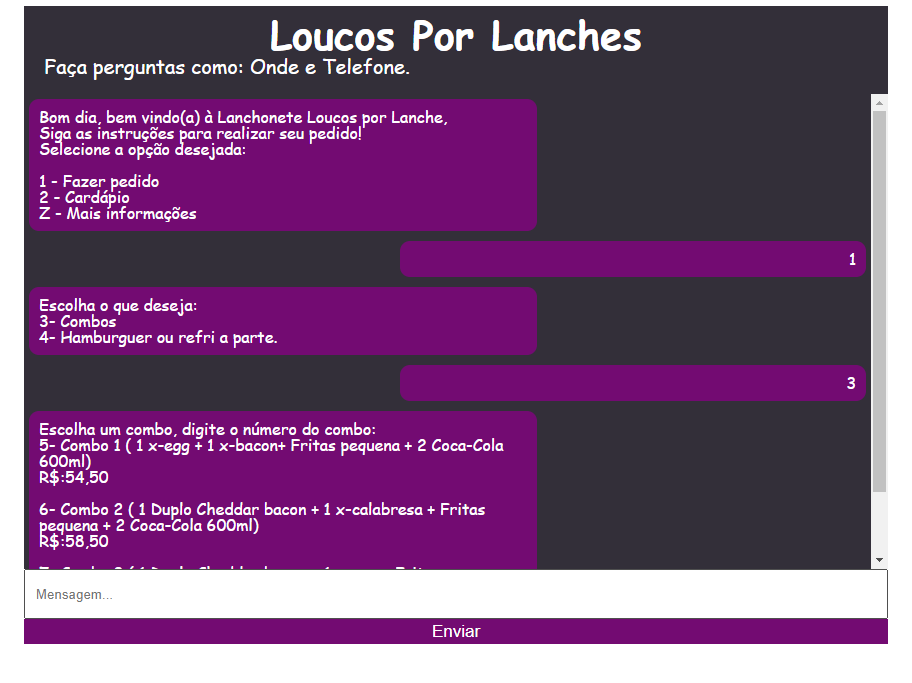 Loucos Por Lanches
Faça perguntas como: Onde e Telefone.
Bom dia, bem vindo(a) à Lanchonete Loucos por Lanche,
Siga as instruções para realizar seu pedido!
Selecione a opção desejada:
1 - Fazer pedido
2 - Cardápio
Z - Mais informações
1
Escolha o que deseja:
3- Combos
4- Hamburguer ou refri a parte.
3
Escolha um combo, digite o número do combo:
5- Combo 1 ( 1 x-egg + 1 x-bacon+ Fritas pequena + 2 Coca-Cola
600ml)
R$:54,50
6- Combo 2 ( 1 Duplo Cheddar bacon + 1 x-calabresa + Fritas
pequena + 2 Coca-Cola 600ml)
R$:58,50
Mensagem...
Enviar